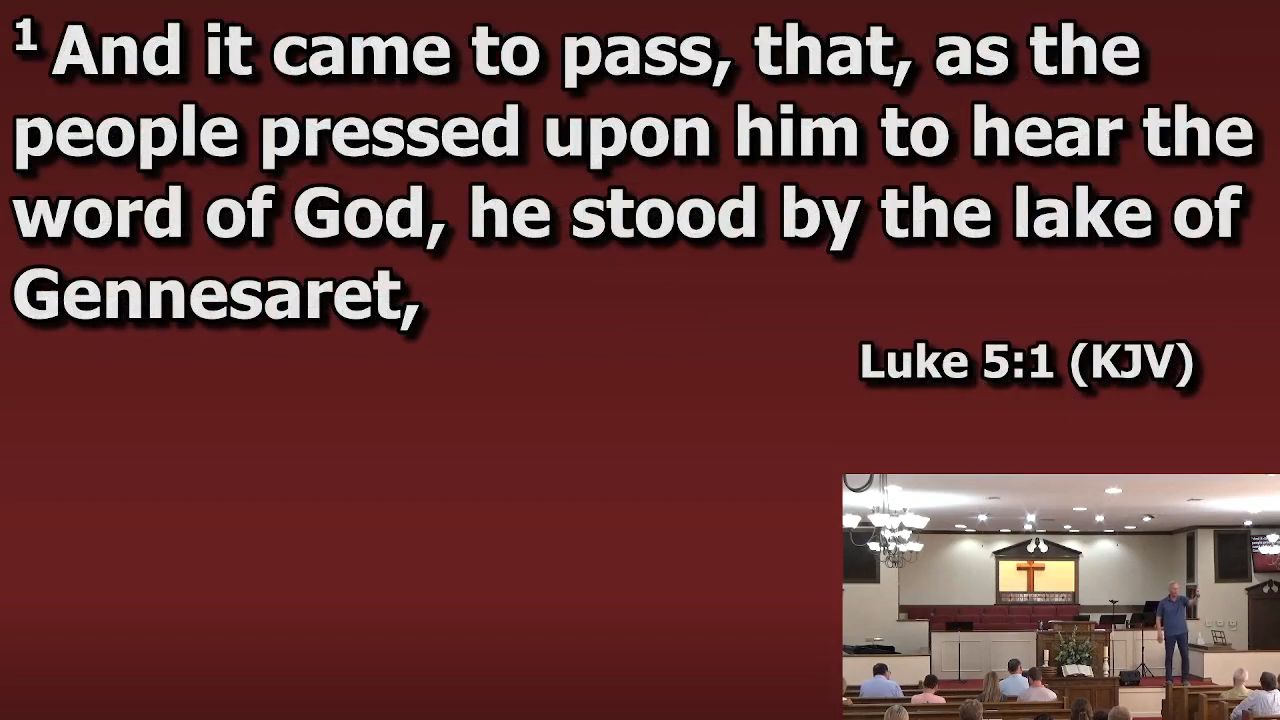 1 And it came to pass, that, as the
people pressed upon him to hear the
word of God, he stood by the lake of
Gennesaret,
Luke 5:1 (KJV)